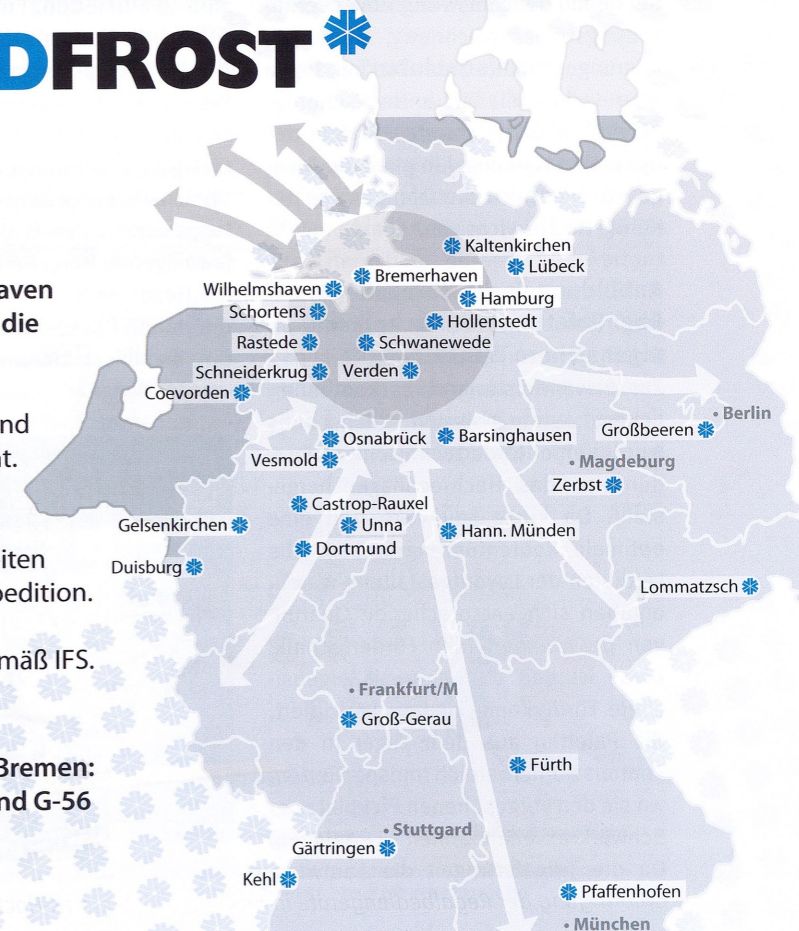 DFROST
Kaltenkirchen
Lübeck
Bremerhaven
Wilhelmshaven
aven
Hamburg
Schortens
die
Hollenstedt
Rastede
Schwanewede
Schneiderkrug
Verden
Coevorden
Berlin
nd
Großbeeren
Osnabrück
Barsinghausen
t.
Vesmold
Magdeburg
Zerbst
Castrop-Rauxel
Gelsenkirchen
Unna
Hann. Münden
Dortmund
iten
Duisburg
pedition.
Lommatzsch
mäß IFS.
Frankfurt/M
Groß-Gerau
Bremen:
Fürth
nd G-56
Stuttgard
Gärtringen
Kehl
Pfaffenhofen
München